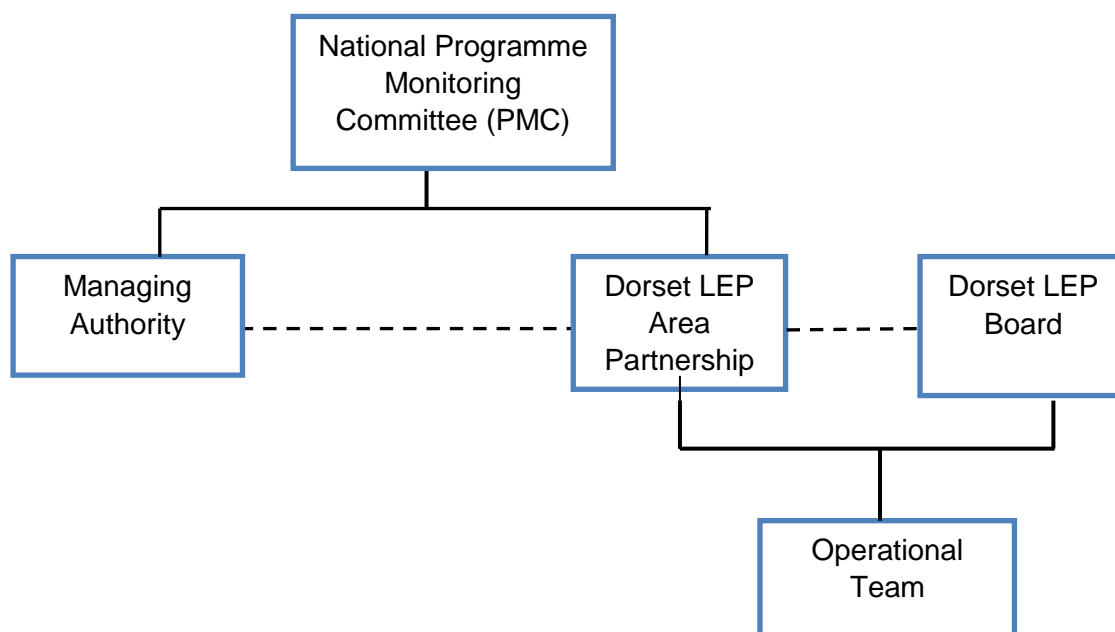 National Programme
Monitoring
Committee (PMC)
Managing
Authority
Dorset LEP
Area
Partnership
Dorset LEP
Board
Operational
Team